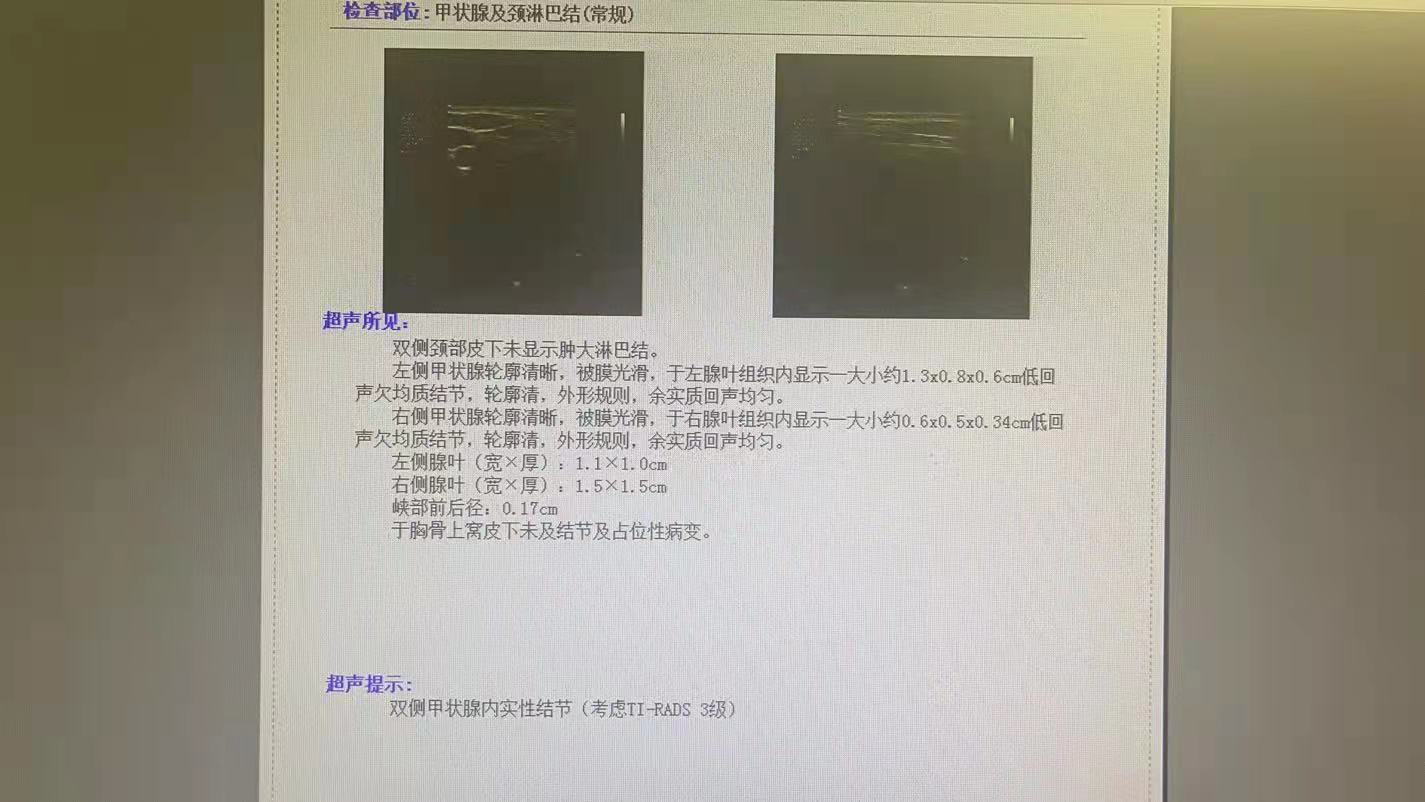 检查部位:甲状腺及颈淋巴结(常规)
超声所见:
双侧颈部皮下未显示肿大淋巴结。
左侧甲状腺轮廓清晰，被膜光滑，于左腺叶组织内显示一大小约1.3x0.8x0.6cm低回
声欠均质结节，轮廓清，外形规则，余实质回声均匀。
右侧甲状腺轮廓清晰，被膜光滑，于右腺叶组织内显示一大小约0.6x0.5x0.34cm低回
声欠均质结节，轮廓清，外形规则，余实质回声均匀。
左侧腺叶（宽×厚）: 1.1×1.0cm
右侧腺叶（宽×厚）: 1.5×1.5cm
峡部前后径: 0.17cm
于胸骨上窝皮下未及结节及占位性病变。
超声提示:
双侧甲状腺内实性结节（考虑TI-RADS 3级）